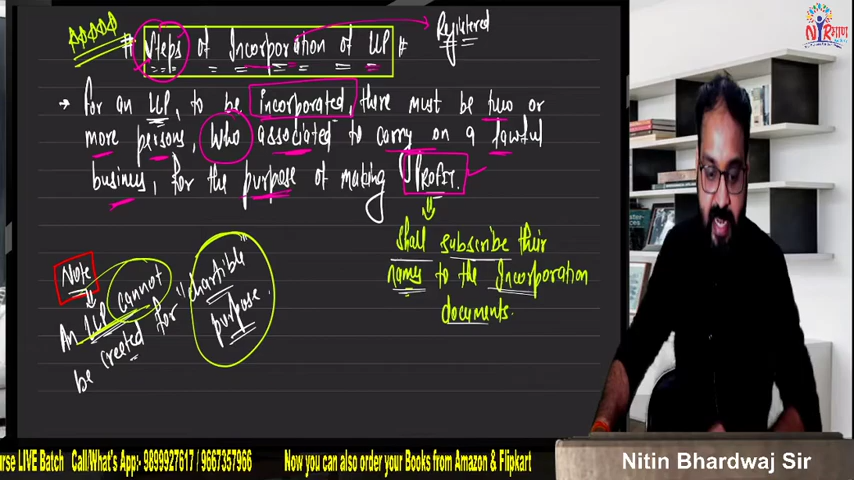 # Steps of Incorporation of LLP #
Registered
→ For an LLP, to be incorporated, there must be two or
more persons, who associated to carry on a lawful
business, for the purpose of making Profit.
Shall subscribe their
names to the Incorporation
documents.
Note
An LLP cannot
be created for "chartible
purpose.
NIRमाण
urse LIVE Batch Call/What's App:- 9899927617 / 9667357966 Now you can also order your Books from Amazon & Flipkart
Nitin Bhardwaj Sir